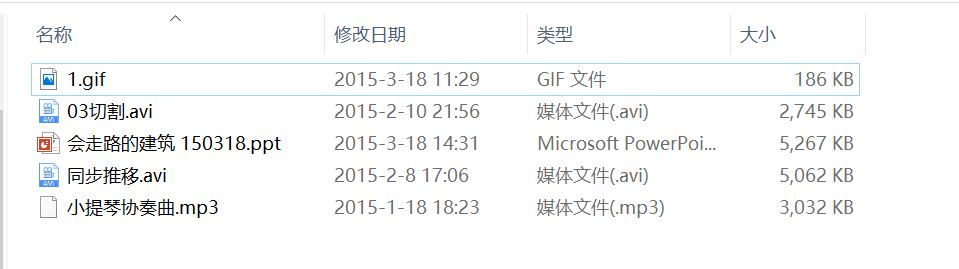 名称 修改日期 类型 大小
1.gif 2015-3-18 11:29 GIF 文件 186 KB
03切割.avi 2015-2-10 21:56 媒体文件(.avi) 2,745 KB
会走路的建筑 150318.ppt 2015-3-18 14:31 Microsoft PowerPoi... 5,267 KB
同步推移.avi 2015-2-8 17:06 媒体文件(.avi) 5,062 KB
小提琴协奏曲.mp3 2015-1-18 18:23 媒体文件(.mp3) 3,032 KB